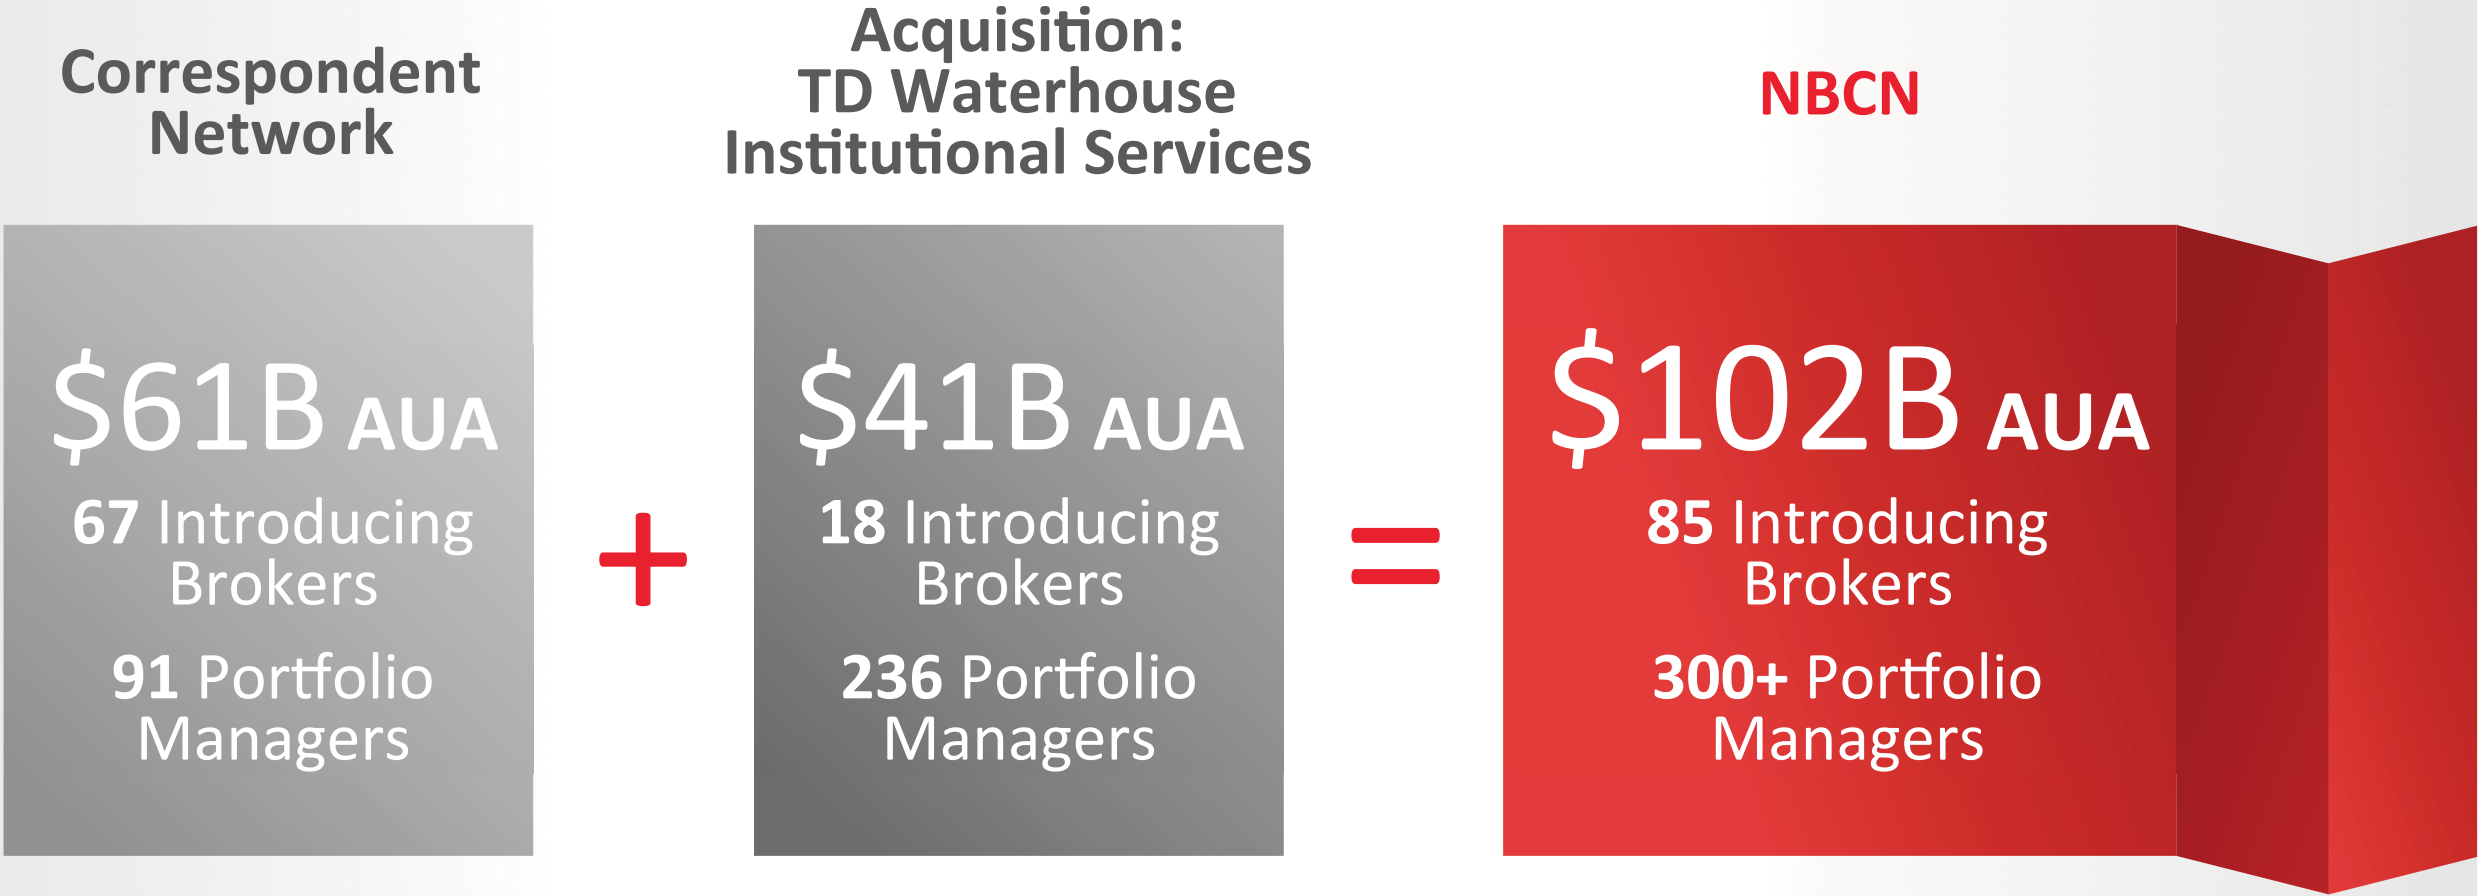 Correspondent
Network
$61B AUA
67 Introducing
Brokers
91 Portfolio
Managers
+
Acquisition:
TD Waterhouse
Institutional Services
$41B AUA
18 Introducing
Brokers
236 Portfolio
Managers
=
NBCN
$102B AUA
85 Introducing
Brokers
300+ Portfolio
Managers